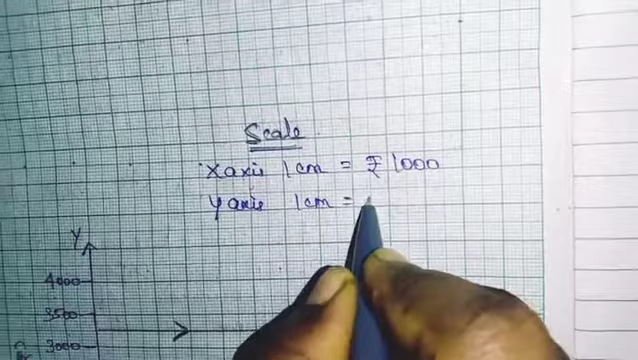 Scale
X axis 1cm = ₹ 1000
Y axis 1cm =
Y
4000
3500
3000